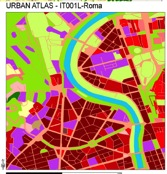 URBAN ATLAS - IT001L-Roma